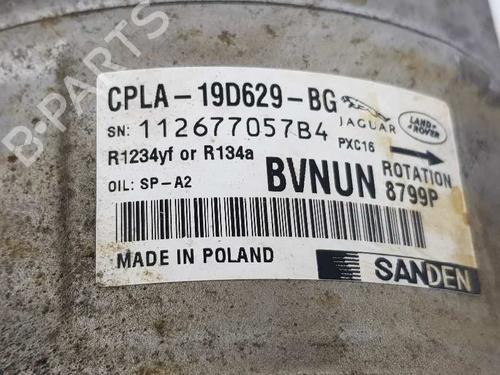 CPLA-19D629-BG
JAGUAR
LAND ROVER
SN: 112677057B4
PXC16
R1234yf or R134a
ROTATION
OIL: SP-A2
BVNUN
8799P
MADE IN POLAND
SANDEN
B-PARTS